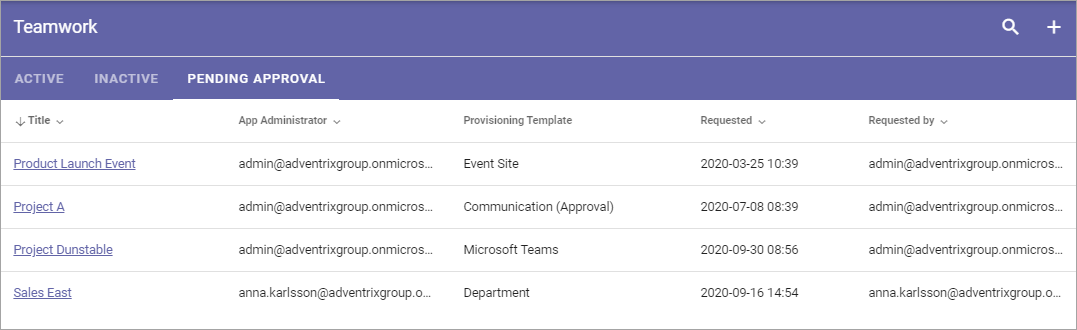 Teamwork
ACTIVE INACTIVE PENDING APPROVAL
Title App Administrator Provisioning Template Requested Requested by
Product Launch Event admin@adventrixgroup.onmicros... Event Site 2020-03-25 10:39 admin@adventrixgroup.onmicros...
Project A admin@adventrixgroup.onmicros... Communication (Approval) 2020-07-08 08:39 admin@adventrixgroup.onmicros...
Project Dunstable admin@adventrixgroup.onmicros... Microsoft Teams 2020-09-30 08:56 admin@adventrixgroup.onmicros...
Sales East anna.karlsson@adventrixgroup.o... Department 2020-09-16 14:54 anna.karlsson@adventrixgroup.o...